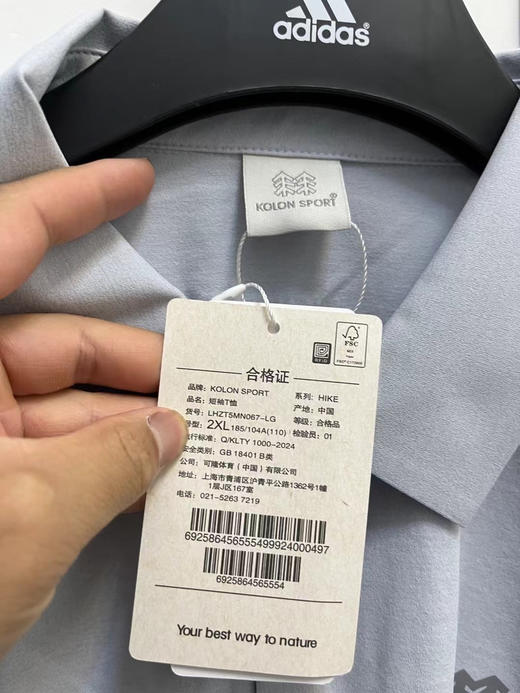 adidas
KOLON SPORT®
FSC
MIX
合格证
品牌: KOLON SPORT 系列: HIKE
品名: 短袖T恤 产地: 中国
货号: LHZT5MN067-LG 等级: 合格品
号型: 2XL 185/104A(110) 检验员: 01
执行标准: Q/KLTY 1000-2024
安全类别: GB 18401 B类
公司: 可隆体育(中国)有限公司
地址: 上海市青浦区沪青平公路1362号1幢
1层J区167室
电话: 021-5263 7219
692586456555499924000497
6925864565554
Your best way to nature